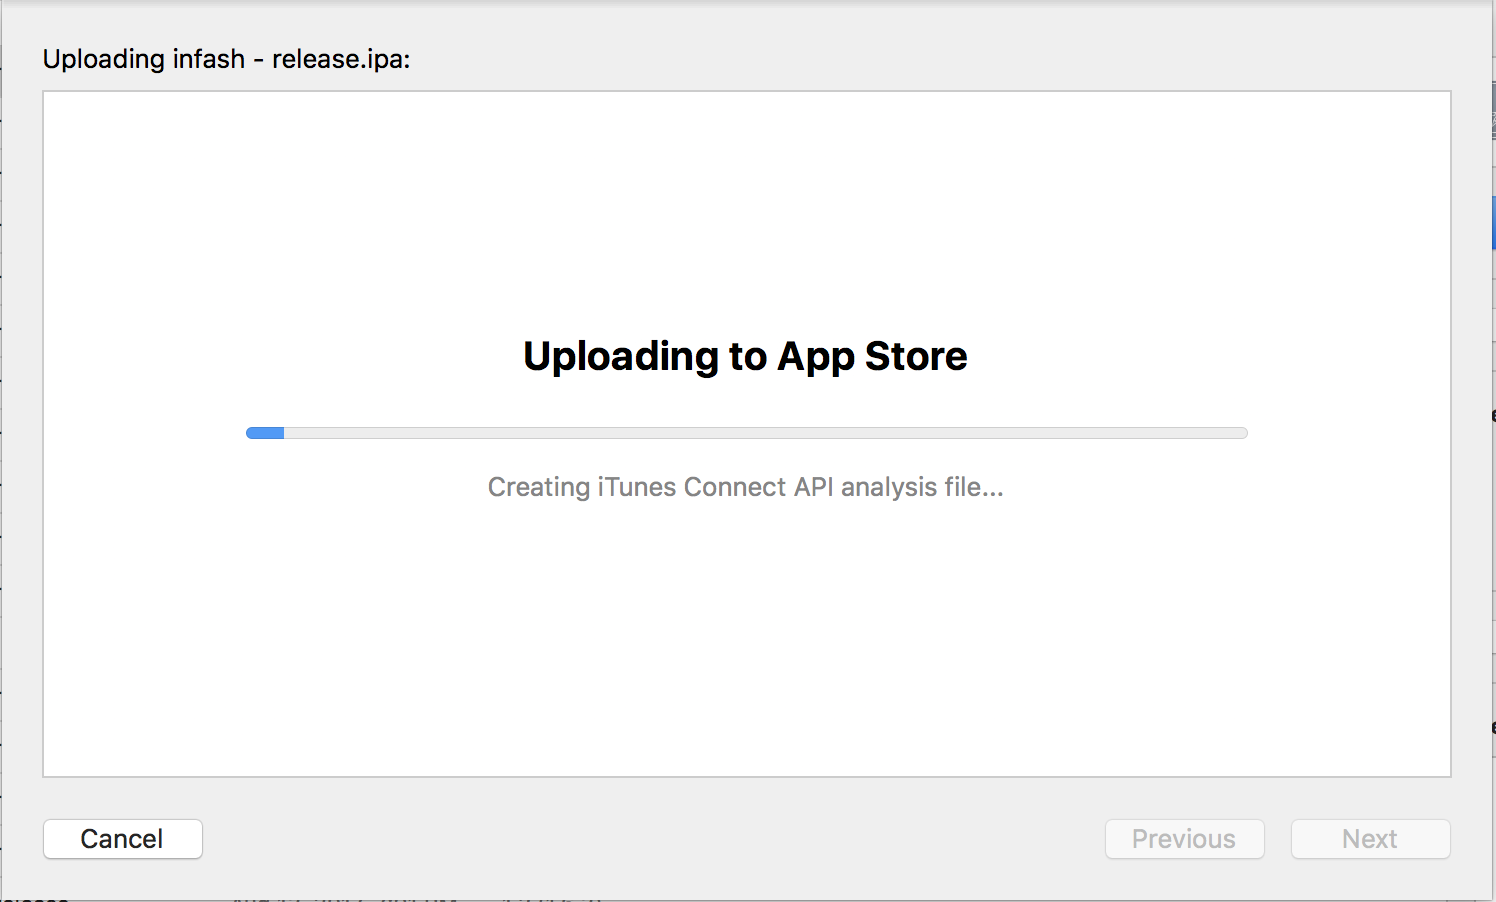 Uploading infash - release.ipa:
Uploading to App Store
Creating iTunes Connect API analysis file...
Cancel
Previous
Next